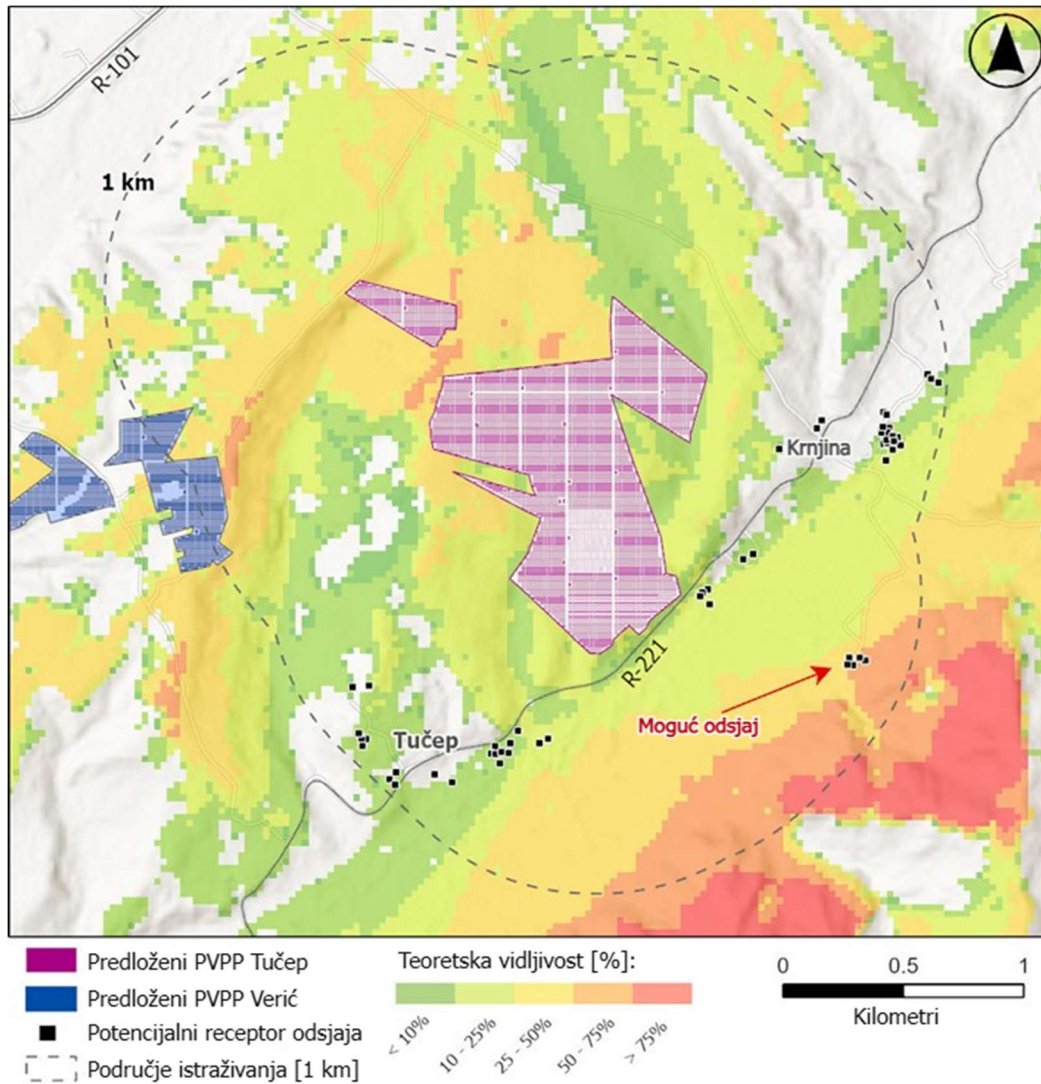 R-101
1 km
Krnjina
R-221
Moguć odsjaj
Tučep
Predloženi PVPP Tučep
Predloženi PVPP Verić
Potencijalni receptor odsjaja
Područje istraživanja [1 km]
Teoretska vidljivost [%]:
< 10%
10 - 25%
25 - 50%
50 - 75%
> 75%
0 0.5 1
Kilometri